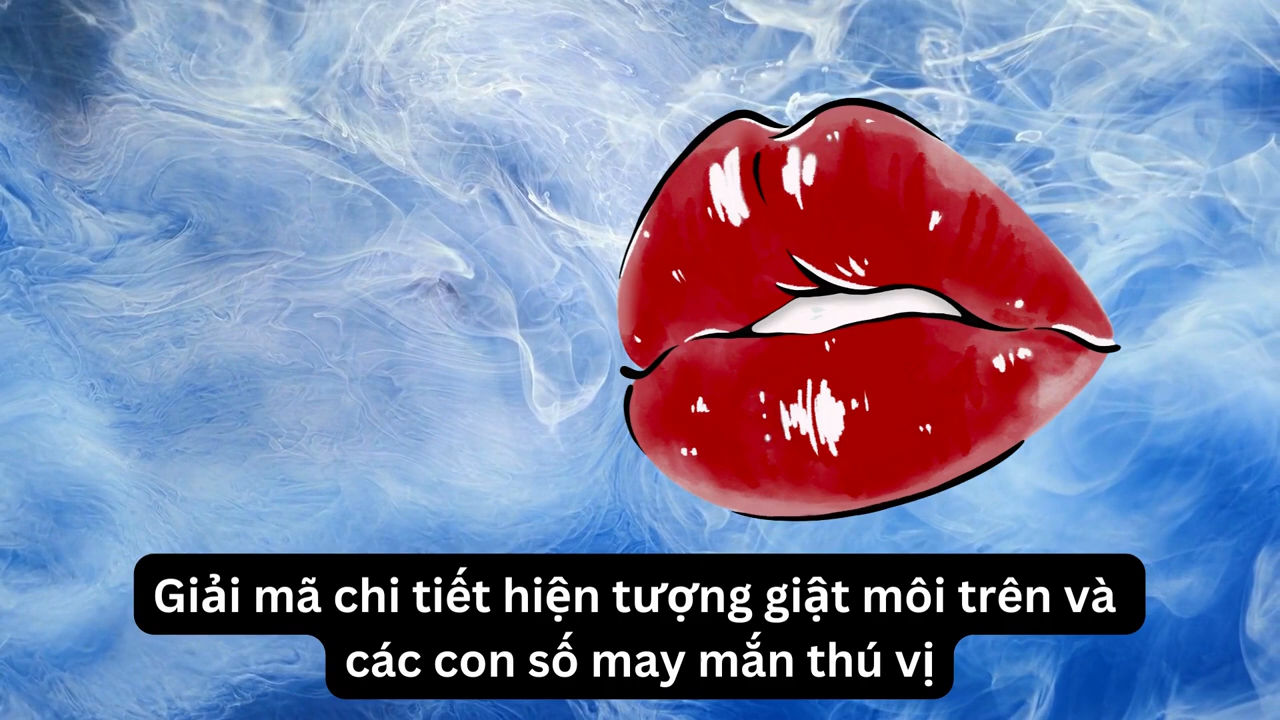 Giải mã chi tiết hiện tượng giật môi trên và
các con số may mắn thú vị